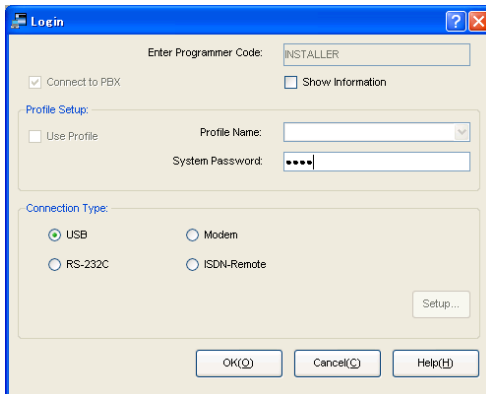 Login
Enter Programmer Code: INSTALLER
Connect to PBX Show Information
Profile Setup:
Use Profile Profile Name:
System Password: ••••
Connection Type:
USB Modem
RS-232C ISDN-Remote
Setup...
OK(O) Cancel(C) Help(H)